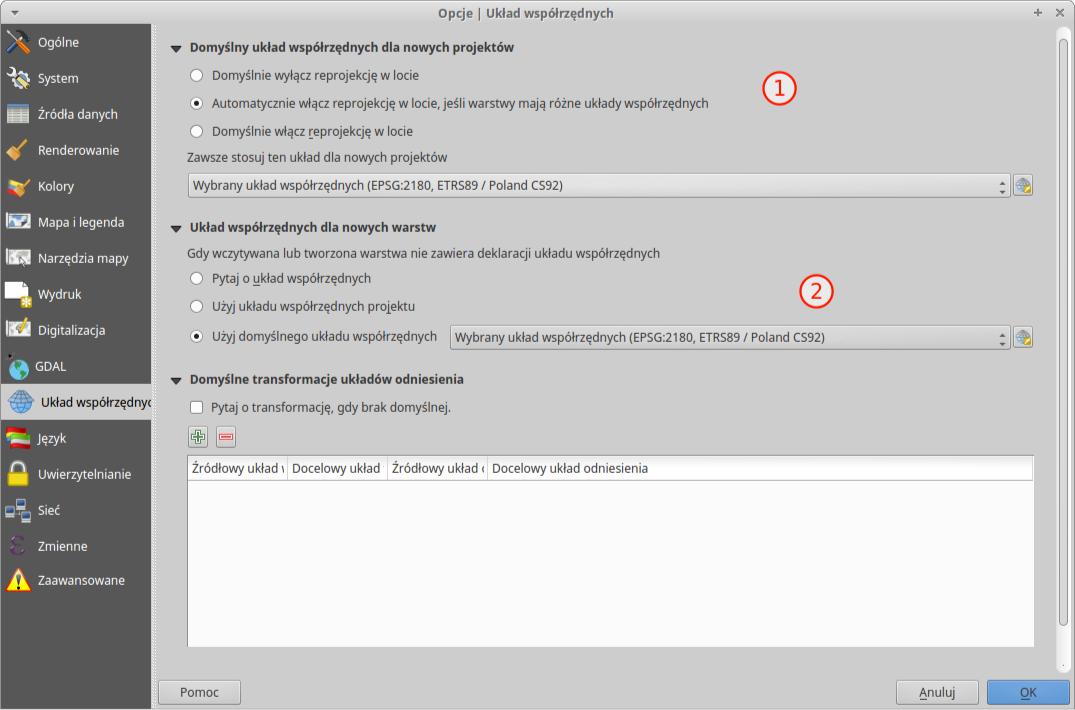 Opcje | Układ współrzędnych
Ogólne
System
Źródła danych
Renderowanie
Kolory
Mapa i legenda
Narzędzia mapy
Wydruk
Digitalizacja
GDAL
Układ współrzędnyc
Język
Uwierzytelnianie
Sieć
Zmienne
Zaawansowane
Domyślny układ współrzędnych dla nowych projektów
Domyślnie wyłącz reprojekcję w locie
1
Automatycznie włącz reprojekcję w locie, jeśli warstwy mają różne układy współrzędnych
Domyślnie włącz reprojekcję w locie
Zawsze stosuj ten układ dla nowych projektów
Wybrany układ współrzędnych (EPSG:2180, ETRS89 / Poland CS92)
Układ współrzędnych dla nowych warstw
Gdy wczytywana lub tworzona warstwa nie zawiera deklaracji układu współrzędnych
Pytaj o układ współrzędnych
2
Użyj układu współrzędnych projektu
Użyj domyślnego układu współrzędnych Wybrany układ współrzędnych (EPSG:2180, ETRS89 / Poland CS92)
Domyślne transformacje układów odniesienia
Pytaj o transformację, gdy brak domyślnej.
Źródłowy układ Docelowy układ Źródłowy układ Docelowy układ odniesienia
Pomoc Anuluj OK